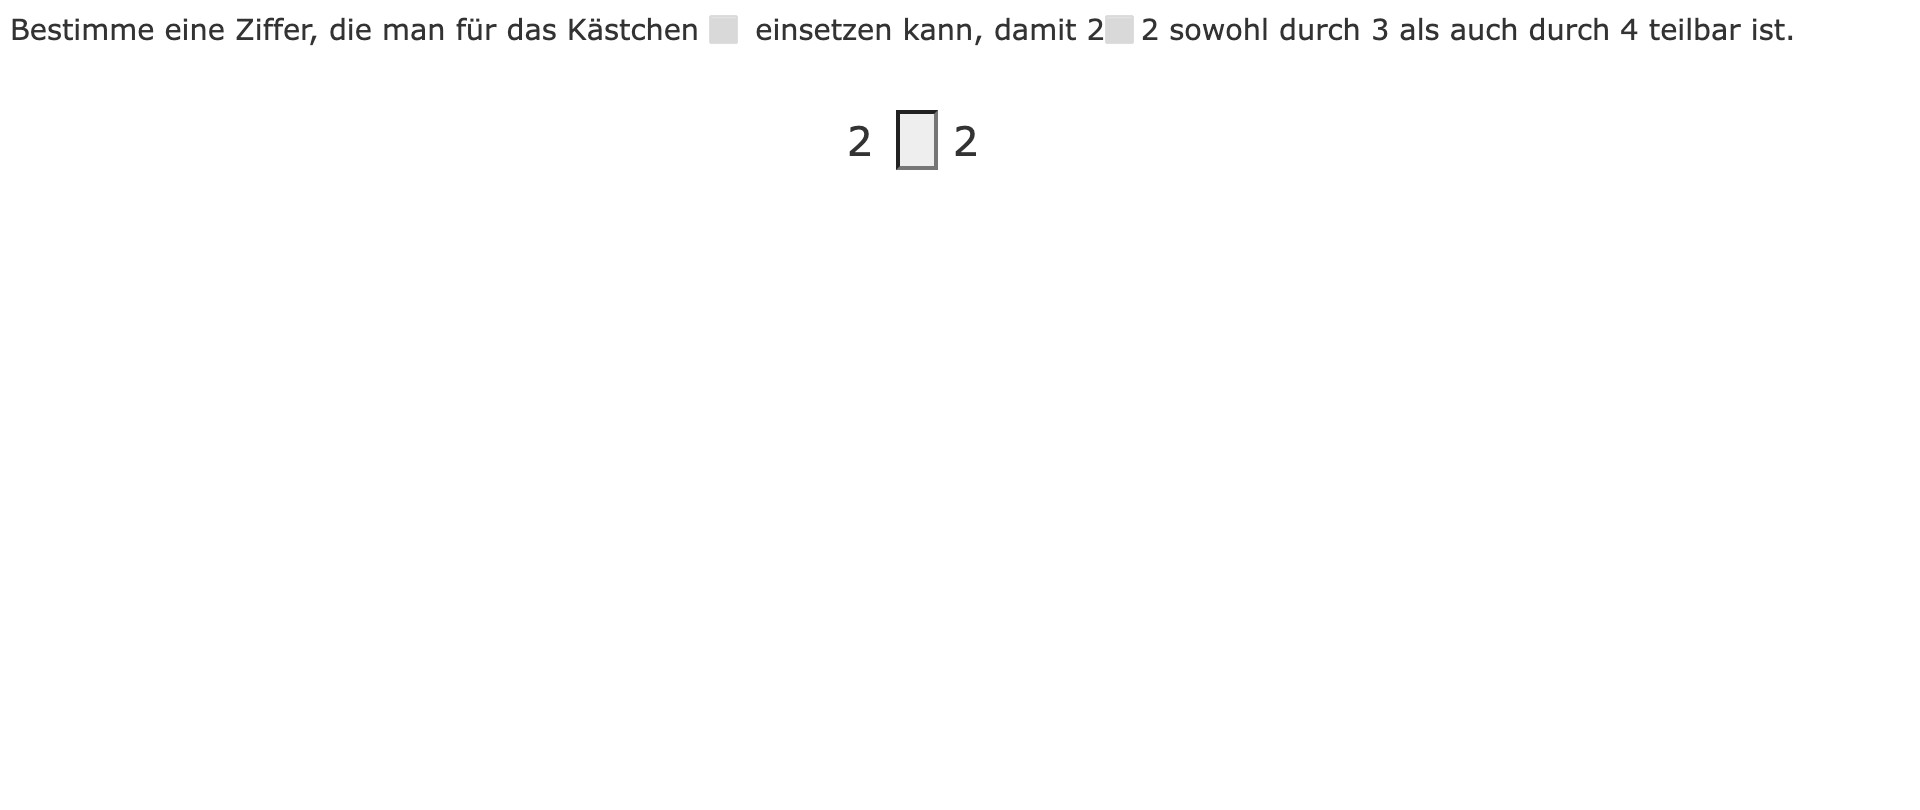 Bestimme eine Ziffer, die man für das Kästchen einsetzen kann, damit 2 2 sowohl durch 3 als auch durch 4 teilbar ist.
2 2